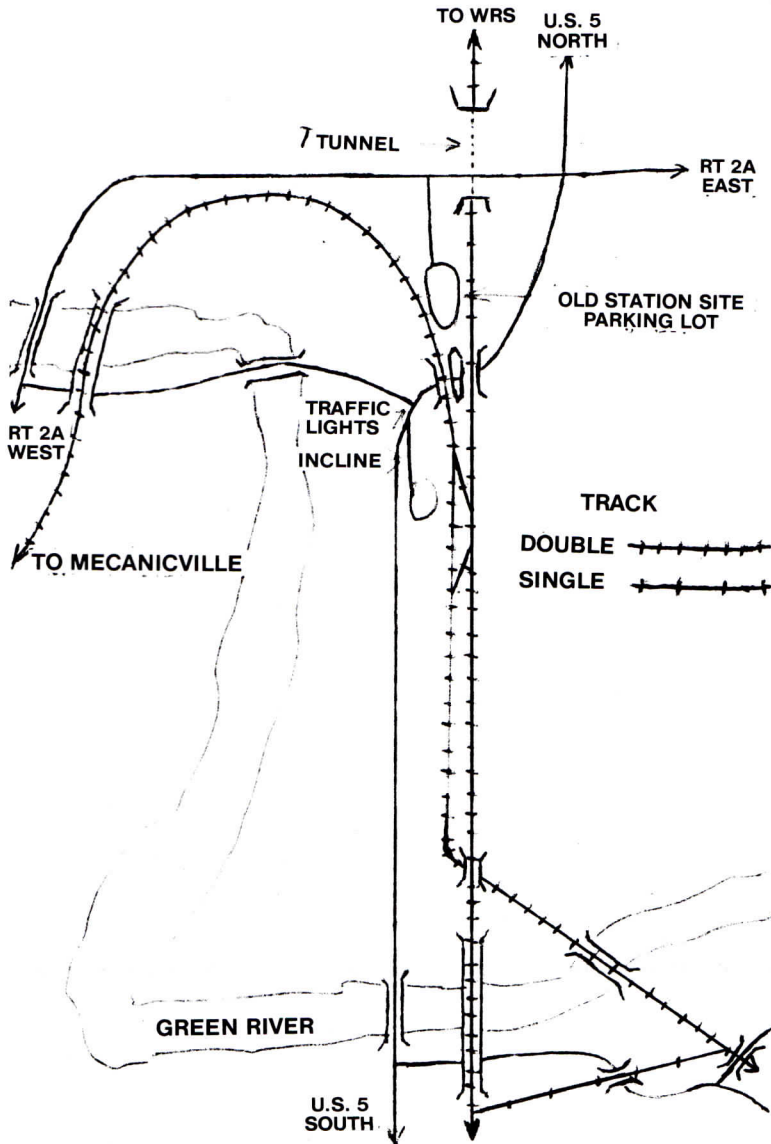 TO WRS
U.S. 5
NORTH
TUNNEL
RT 2A
EAST
OLD STATION SITE
PARKING LOT
TRAFFIC
LIGHTS
RT 2A
WEST
INCLINE
TRACK
TO MECANICVILLE
DOUBLE
SINGLE
GREEN RIVER
U.S. 5
SOUTH